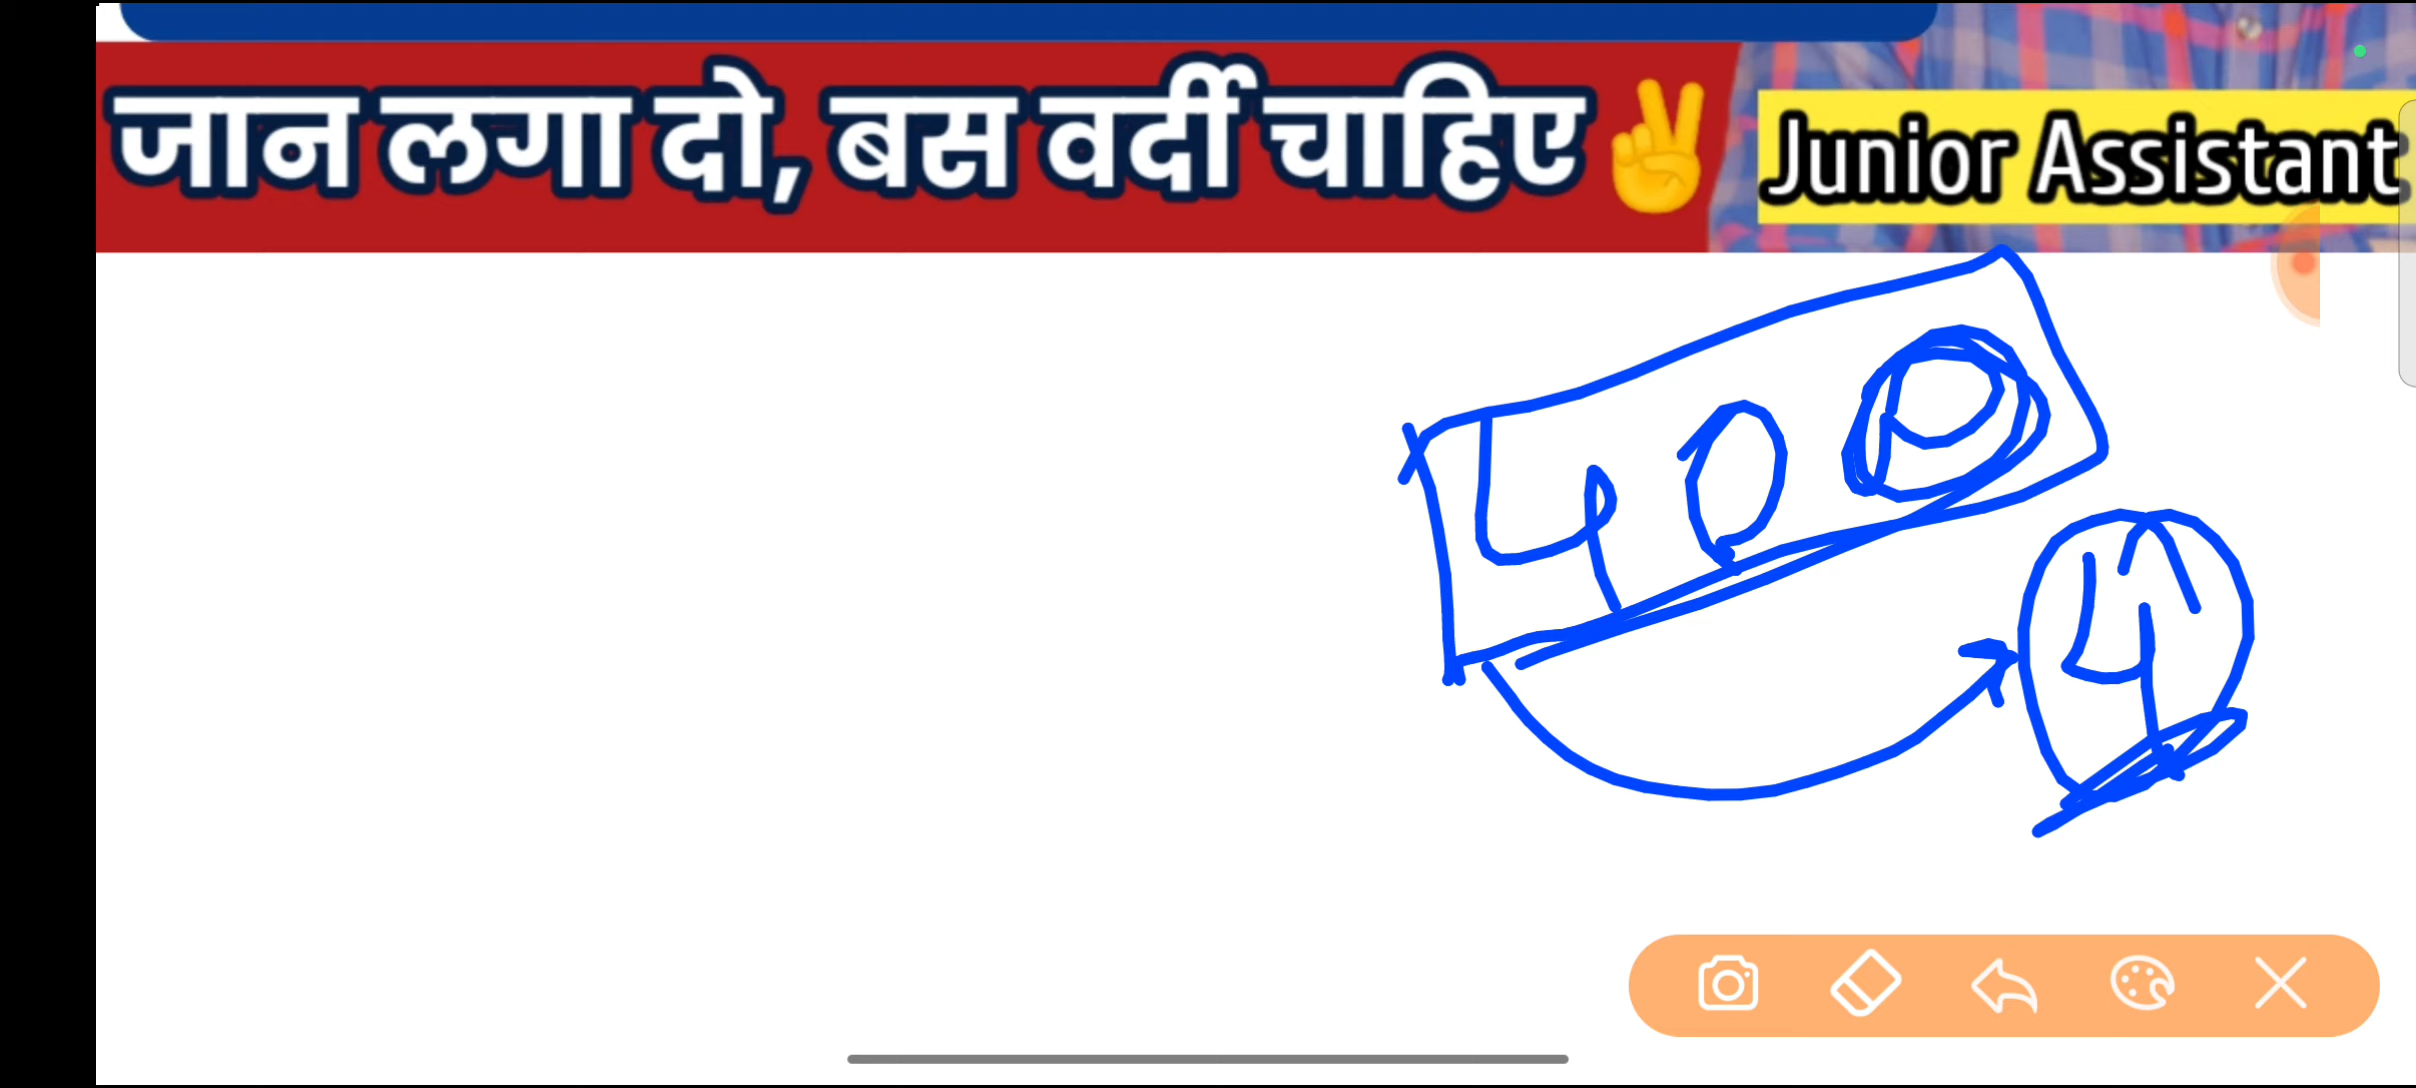 जान लगा दो, बस वर्दी चाहिए✌️ Junior Assistant
400
4